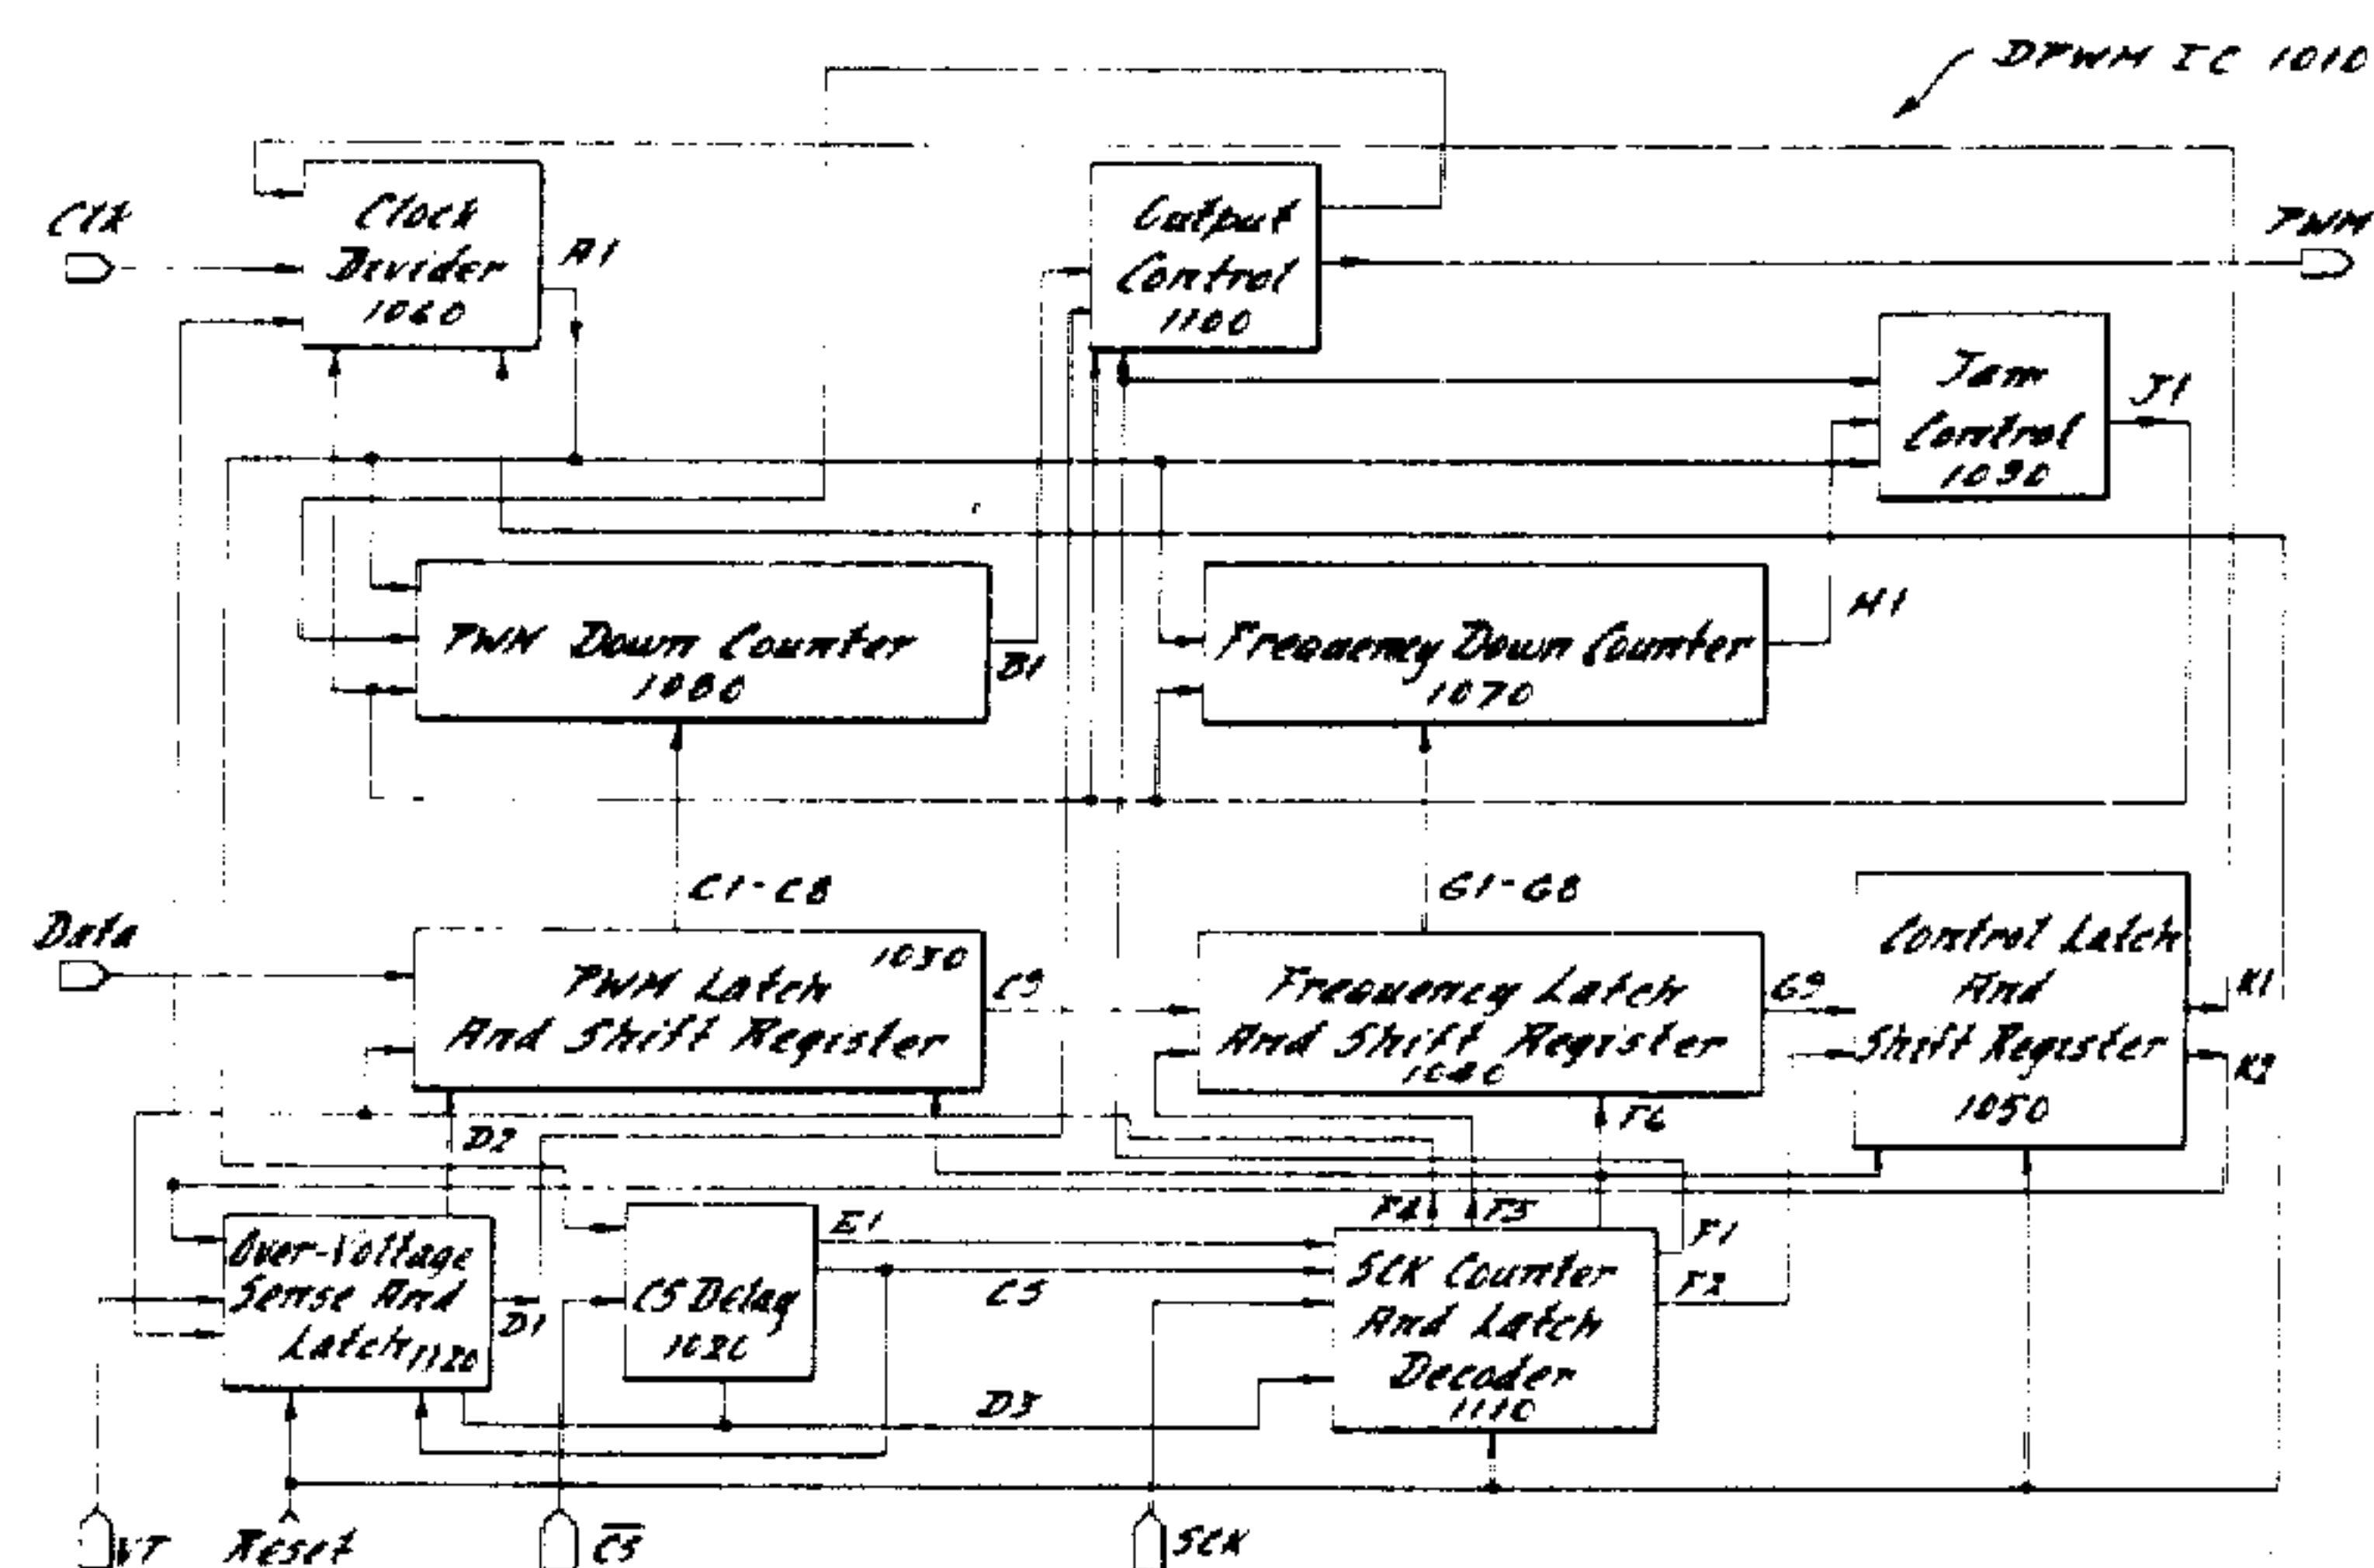 DPWM IC 1010
Clk
Clock
Divider
1060
A1
Output
Control
1100
PWM
Jam
Control
1090
J1
PWM Down Counter
1080
B1
Frequency Down Counter
1070
H1
C1-C8
G1-G8
Data
PWM Latch
And Shift Register
1030
C9
Frequency Latch
And Shift Register
1040
G9
Control Latch
And
Shift Register
1050
K1
K2
D2
F6
F4
F5
F1
F2
Over-Voltage
Sense And
Latch 1120
D1
E1
CS Delay
1020
CS
SCK Counter
And Latch
Decoder
1110
D3
VT
Reset
CS
SCK